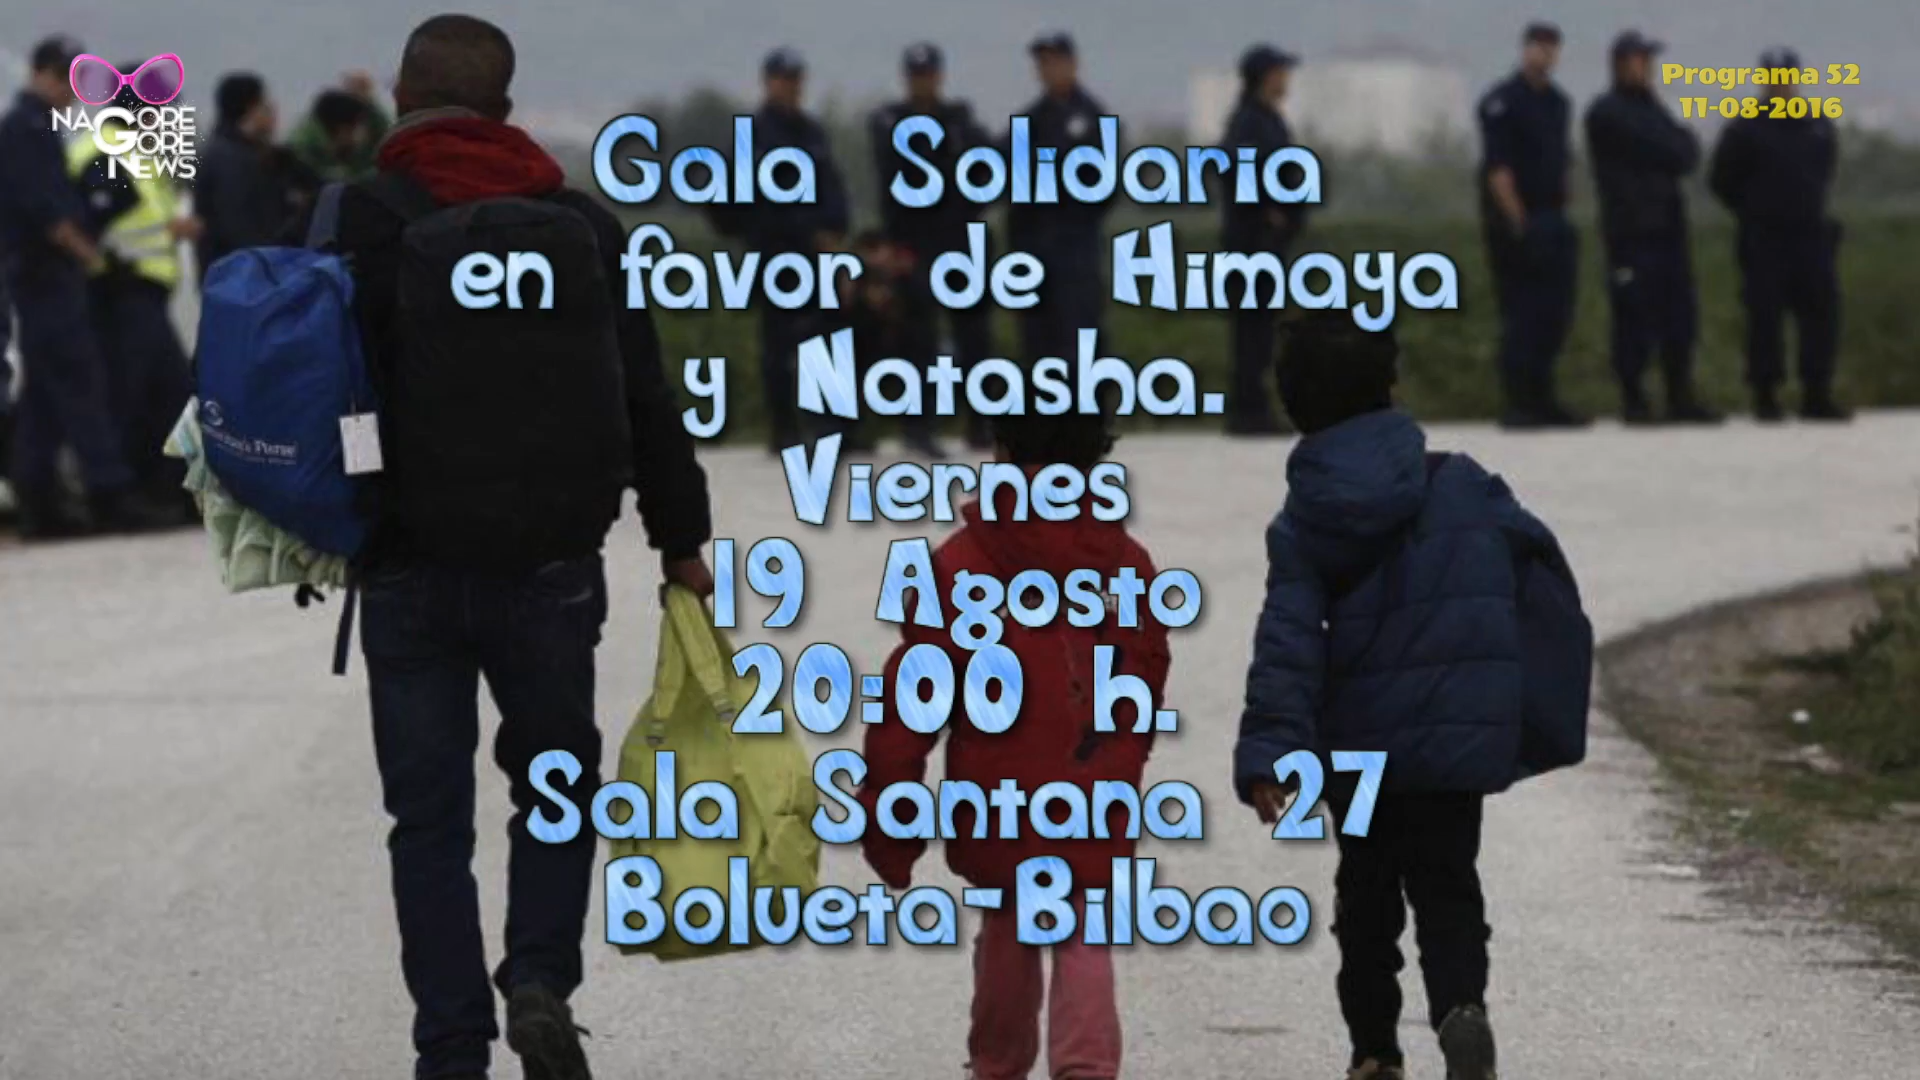 NAGORE
GORE
NEWS
Programa 52
11-08-2016
Gala Solidaria
en favor de Himaya
y Natasha.
Viernes
19 Agosto
20:00 h.
Sala Santana 27
Bolueta-Bilbao